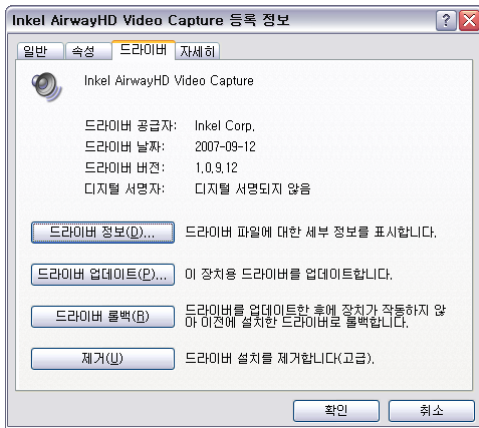 Inkel AirwayHD Video Capture 등록 정보
일반 속성 드라이버 자세히
Inkel AirwayHD Video Capture
드라이버 공급자: Inkel Corp.
드라이버 날짜: 2007-09-12
드라이버 버전: 1.0.9.12
디지털 서명자: 디지털 서명되지 않음
드라이버 정보(D)... 드라이버 파일에 대한 세부 정보를 표시합니다.
드라이버 업데이트(P)... 이 장치용 드라이버를 업데이트합니다.
드라이버 롤백(R) 드라이버를 업데이트한 후에 장치가 작동하지 않
아 이전에 설치한 드라이버로 롤백합니다.
제거(U) 드라이버 설치를 제거합니다(고급).
확인 취소